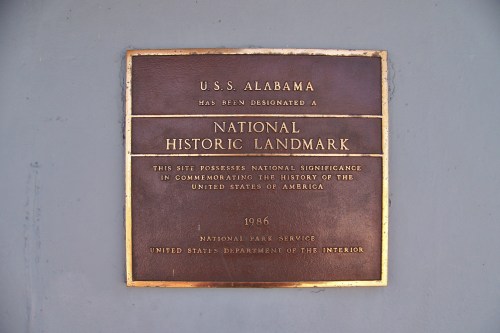 U.S.S. ALABAMA
HAS BEEN DESIGNATED A
NATIONAL
HISTORIC LANDMARK
THIS SITE POSSESSES NATIONAL SIGNIFICANCE
IN COMMEMORATING THE HISTORY OF THE
UNITED STATES OF AMERICA
1986
NATIONAL PARK SERVICE
UNITED STATES DEPARTMENT OF THE INTERIOR